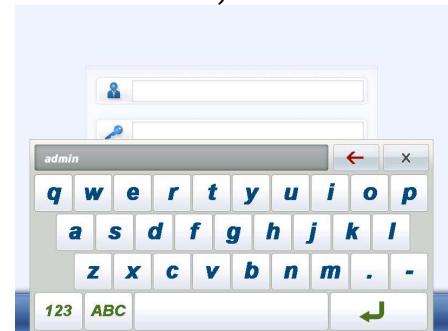 admin x
q w e r t y u i o p
a s d f g h j k l
z x c v b n m . -
123 ABC